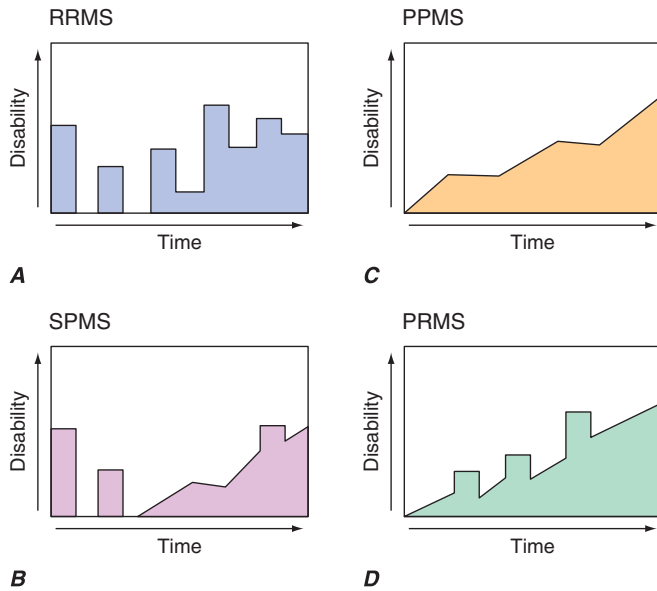 RRMS
Disability
Time
A
PPMS
Disability
Time
C
SPMS
Disability
Time
B
PRMS
Disability
Time
D